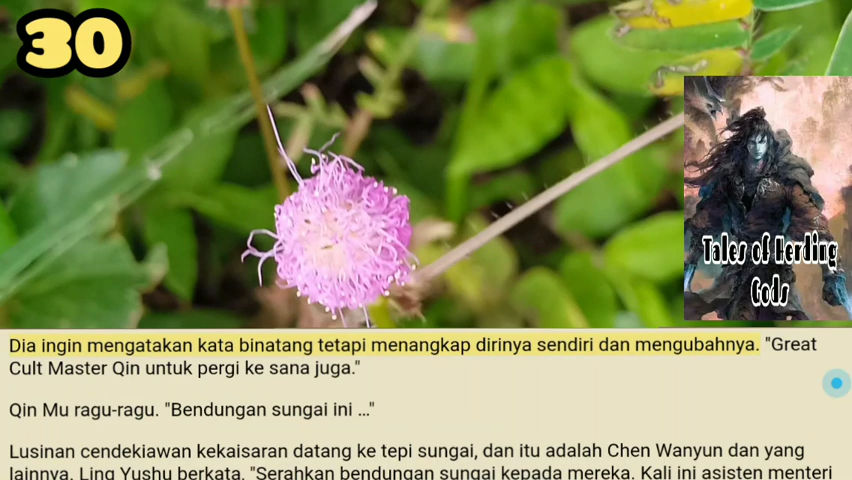 30
Tales of Herding
Gods
Dia ingin mengatakan kata binatang tetapi menangkap dirinya sendiri dan mengubahnya. "Great
Cult Master Qin untuk pergi ke sana juga."
Qin Mu ragu-ragu. "Bendungan sungai ini ..."
Lusinan cendekiawan kekaisaran datang ke tepi sungai, dan itu adalah Chen Wanyun dan yang
lainnya. Ling Yushu berkata, "Serahkan bendungan sungai kepada mereka. Kali ini asisten menteri